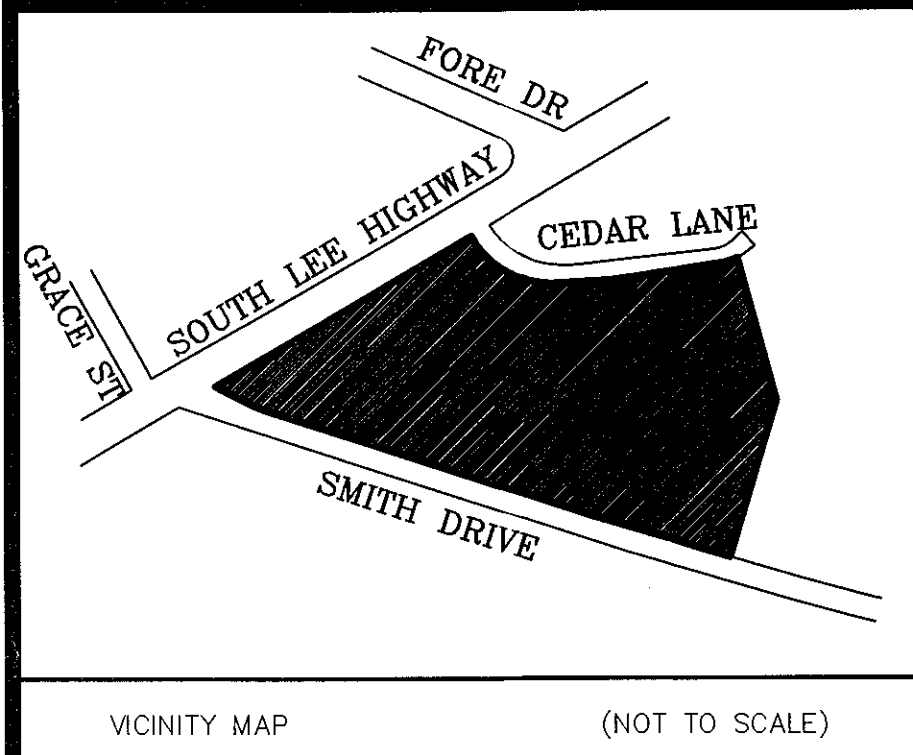 FORE DR
SOUTH LEE HIGHWAY
CEDAR LANE
GRACE ST
SMITH DRIVE
VICINITY MAP
(NOT TO SCALE)